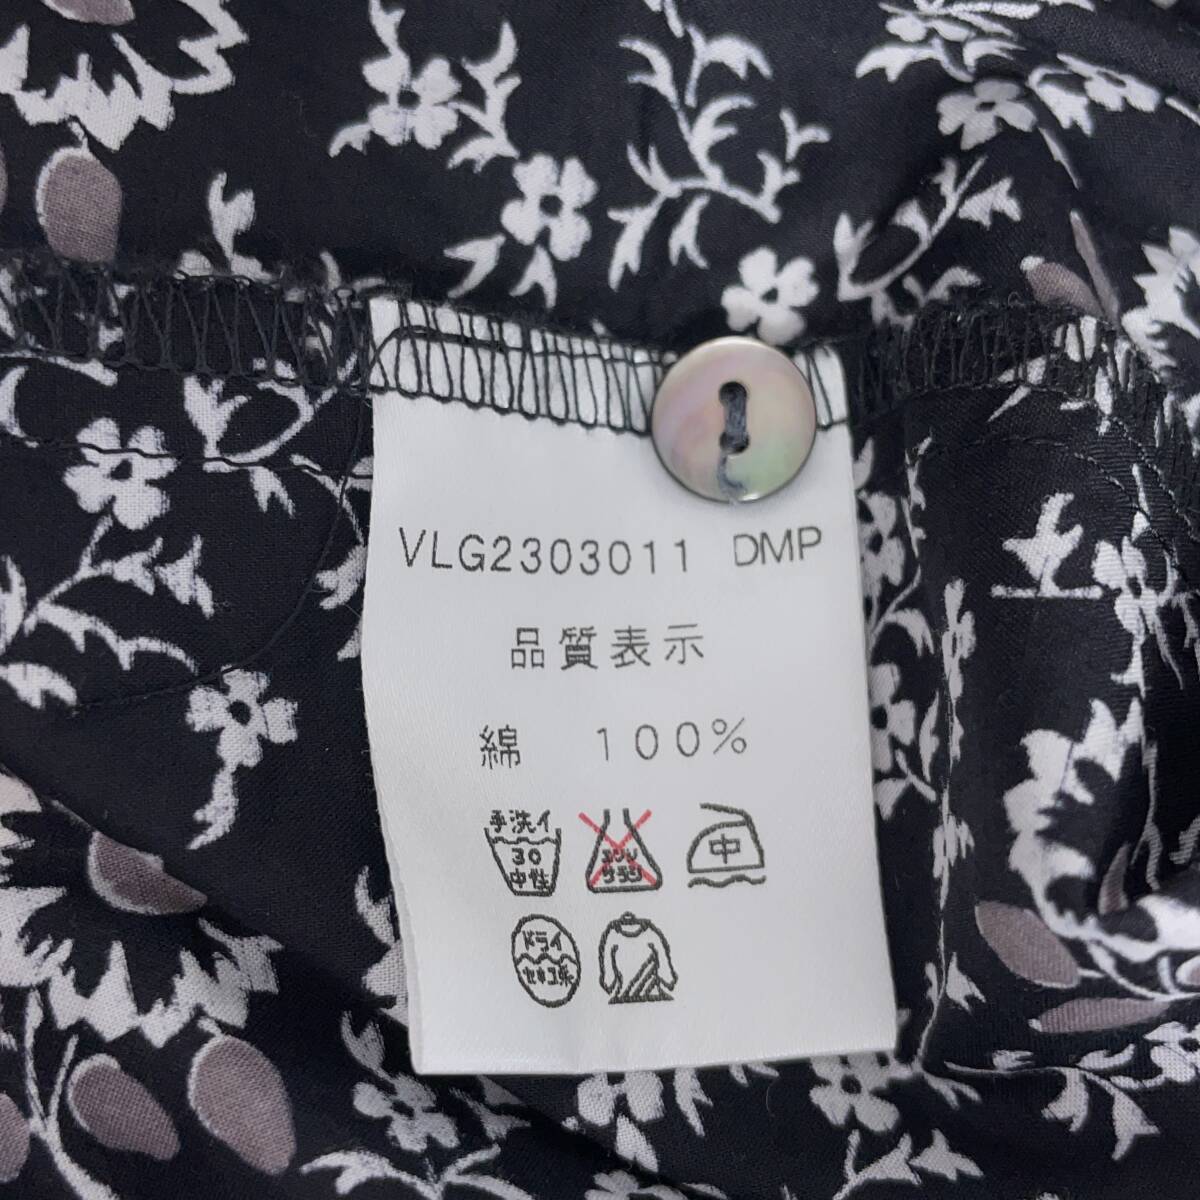 VLG2303011 DMP
品質表示
綿 100%
手洗イ
30
中性
エンソ
サラシ
中
ドライ
セキユ系